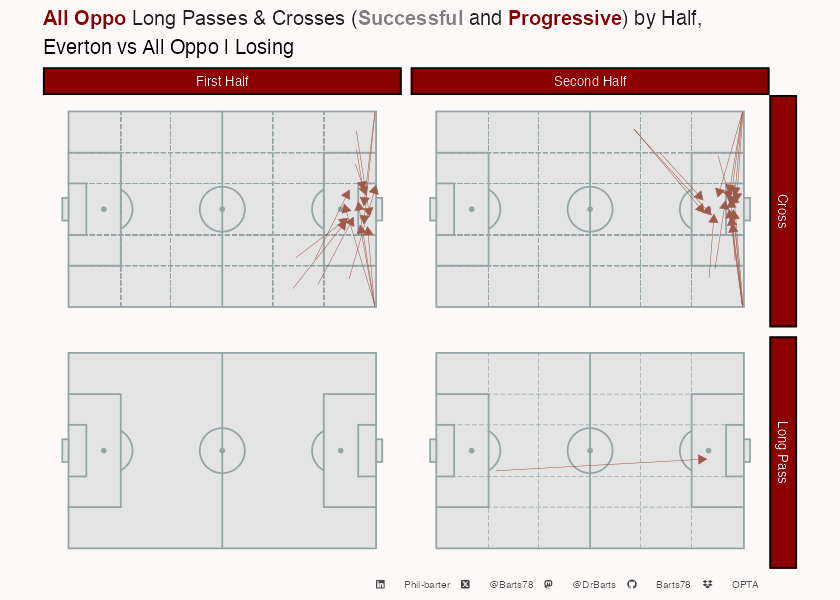 All Oppo Long Passes & Crosses (Successful and Progressive) by Half,
Everton vs All Oppo I Losing
First Half
Second Half
Cross
Long Pass
Phil-barter @Barts78 @DrBarts Barts78 OPTA